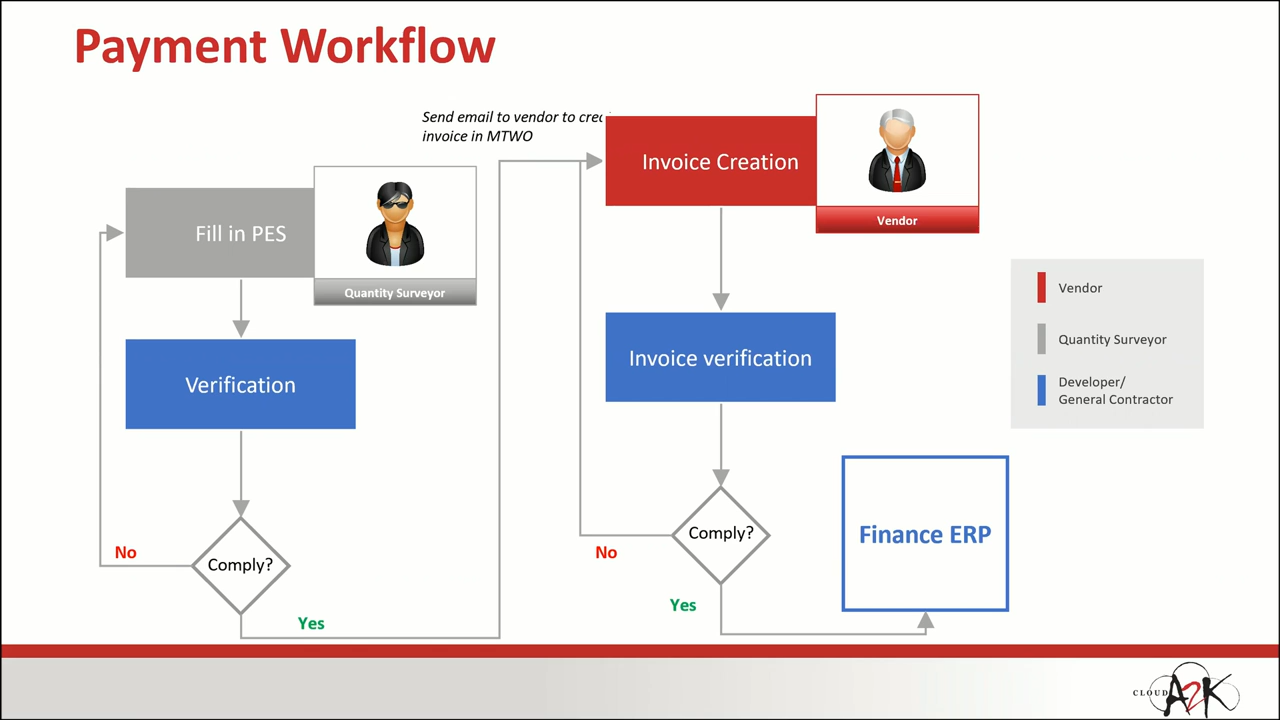 Payment Workflow
Send email to vendor to
invoice in MTWO
Invoice Creation
Vendor
Fill in PES
Quantity Surveyor
Verification
Invoice verification
Vendor
Quantity Surveyor
Developer/
General Contractor
Comply?
No
Yes
Comply?
No
Yes
Finance ERP
CLOUD A2K